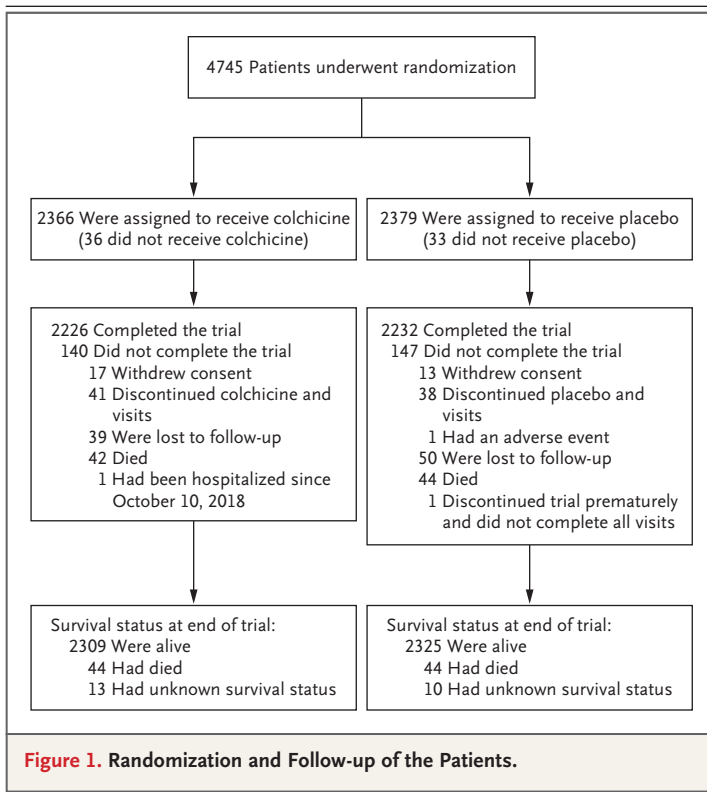 4745 Patients underwent randomization
2366 Were assigned to receive colchicine
(36 did not receive colchicine)
2379 Were assigned to receive placebo
(33 did not receive placebo)
2226 Completed the trial
140 Did not complete the trial
17 Withdrew consent
41 Discontinued colchicine and
visits
39 Were lost to follow-up
42 Died
1 Had been hospitalized since
October 10, 2018
2232 Completed the trial
147 Did not complete the trial
13 Withdrew consent
38 Discontinued placebo and
visits
1 Had an adverse event
50 Were lost to follow-up
44 Died
1 Discontinued trial prematurely
and did not complete all visits
Survival status at end of trial:
2309 Were alive
44 Had died
13 Had unknown survival status
Survival status at end of trial:
2325 Were alive
44 Had died
10 Had unknown survival status
Figure 1. Randomization and Follow-up of the Patients.